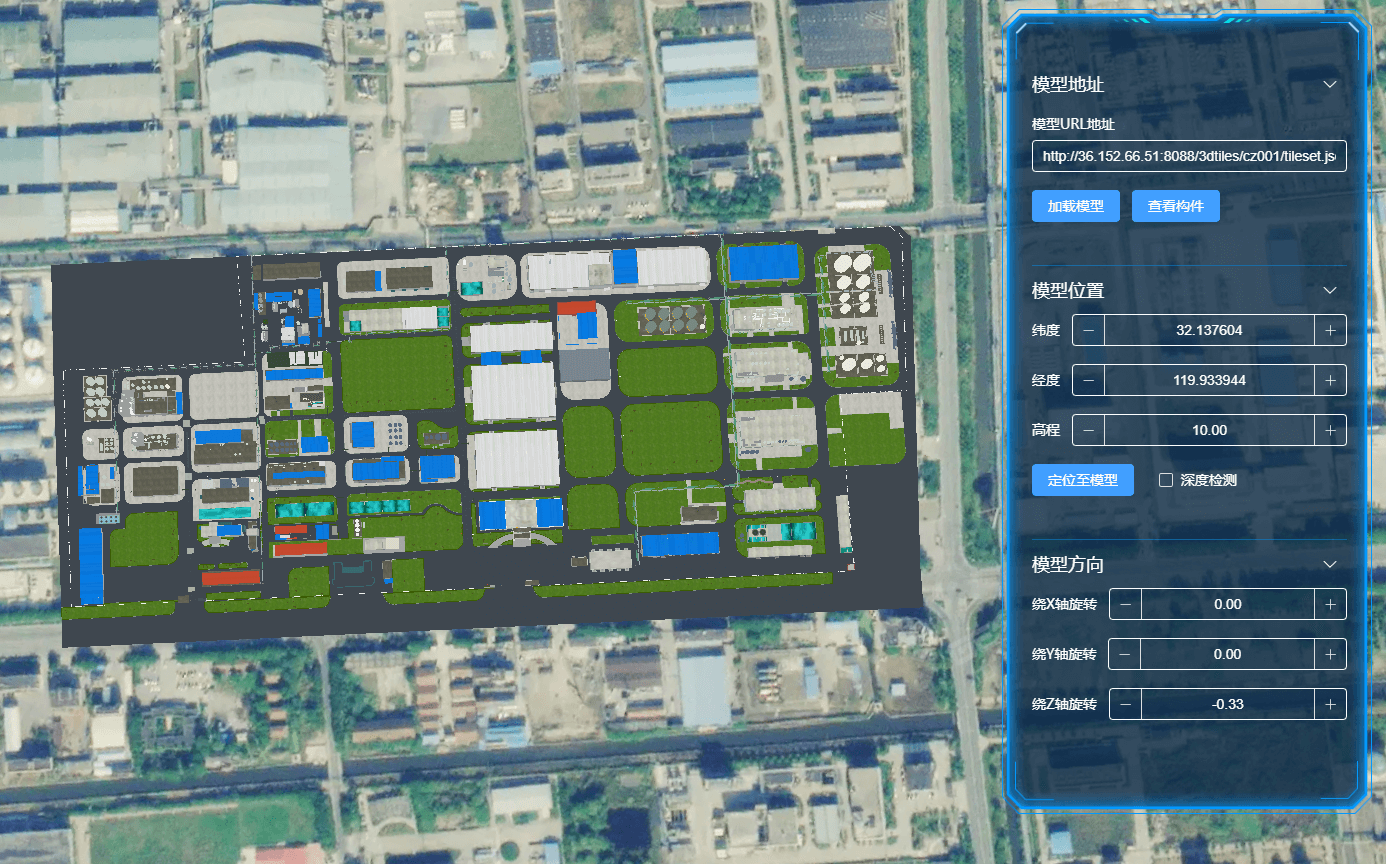 模型地址
模型URL地址
http://36.152.66.51:8088/3dtiles/cz001/tileset.js
加载模型 查看构件
模型位置
纬度 － 32.137604 +
经度 － 119.933944 +
高程 － 10.00 +
定位至模型 深度检测
模型方向
绕X轴旋转 － 0.00 +
绕Y轴旋转 － 0.00 +
绕Z轴旋转 － -0.33 +